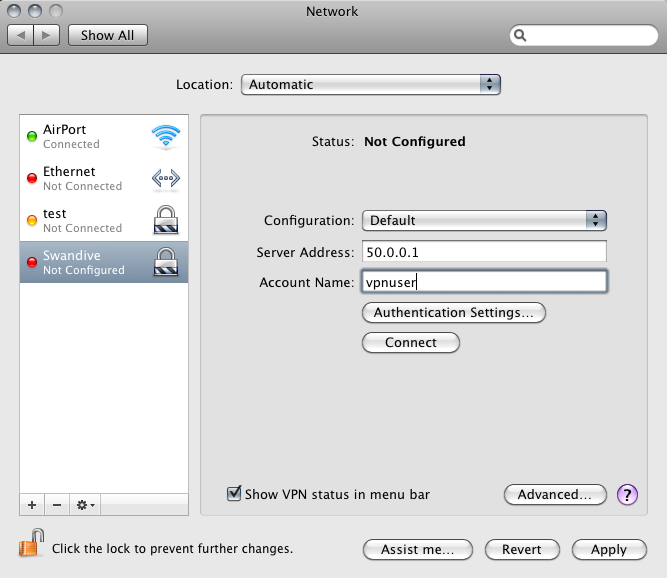 Network
Show All
Location: Automatic
AirPort
Connected
Ethernet
Not Connected
test
Not Connected
Swandive
Not Configured
Status: Not Configured
Configuration: Default
Server Address: 50.0.0.1
Account Name: vpnuser
Authentication Settings...
Connect
Show VPN status in menu bar
Advanced...
?
Click the lock to prevent further changes.
Assist me...
Revert
Apply